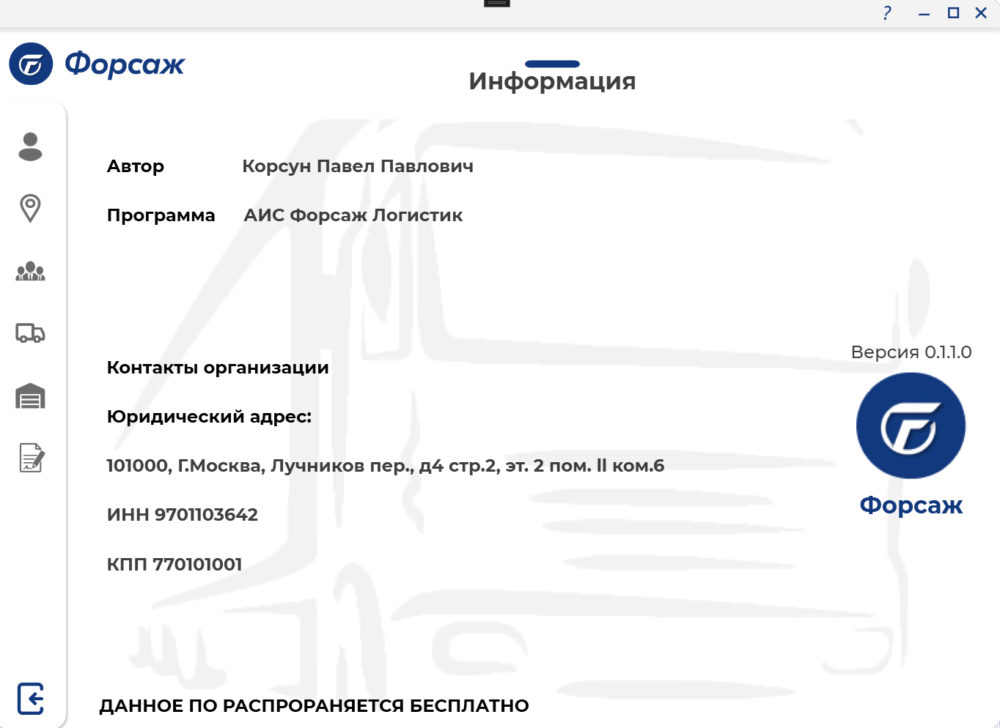 ?
Форсаж
Информация
Автор Корсун Павел Павлович
Программа АИС Форсаж Логистик
Версия 0.1.1.0
Контакты организации
Юридический адрес:
101000, Г.Москва, Лучников пер., д4 стр.2, эт. 2 пом. ll ком.6
Форсаж
ИНН 9701103642
КПП 770101001
ДАННОЕ ПО РАСПРОРАНЯЕТСЯ БЕСПЛАТНО